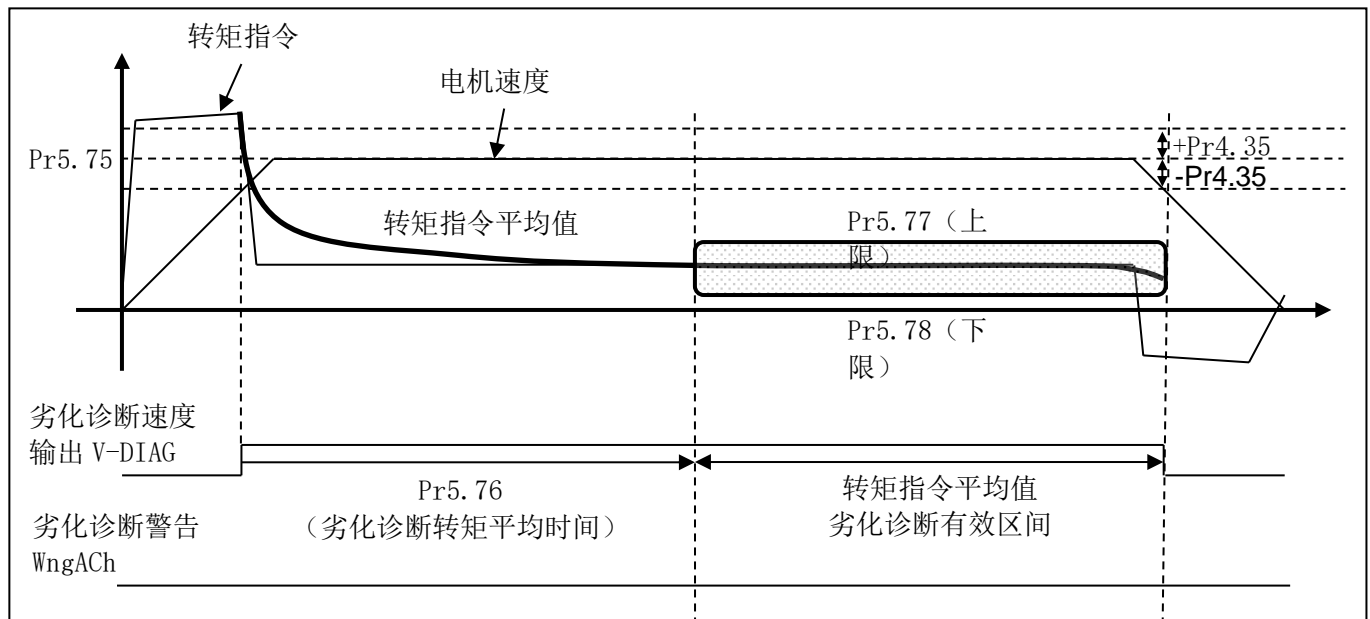 转矩指令
电机速度
Pr5.75
+Pr4.35
-Pr4.35
转矩指令平均值
Pr5.77（上
限）
Pr5.78（下
限）
劣化诊断速度
输出 V-DIAG
Pr5.76
（劣化诊断转矩平均时间）
转矩指令平均值
劣化诊断有效区间
劣化诊断警告
WngACh